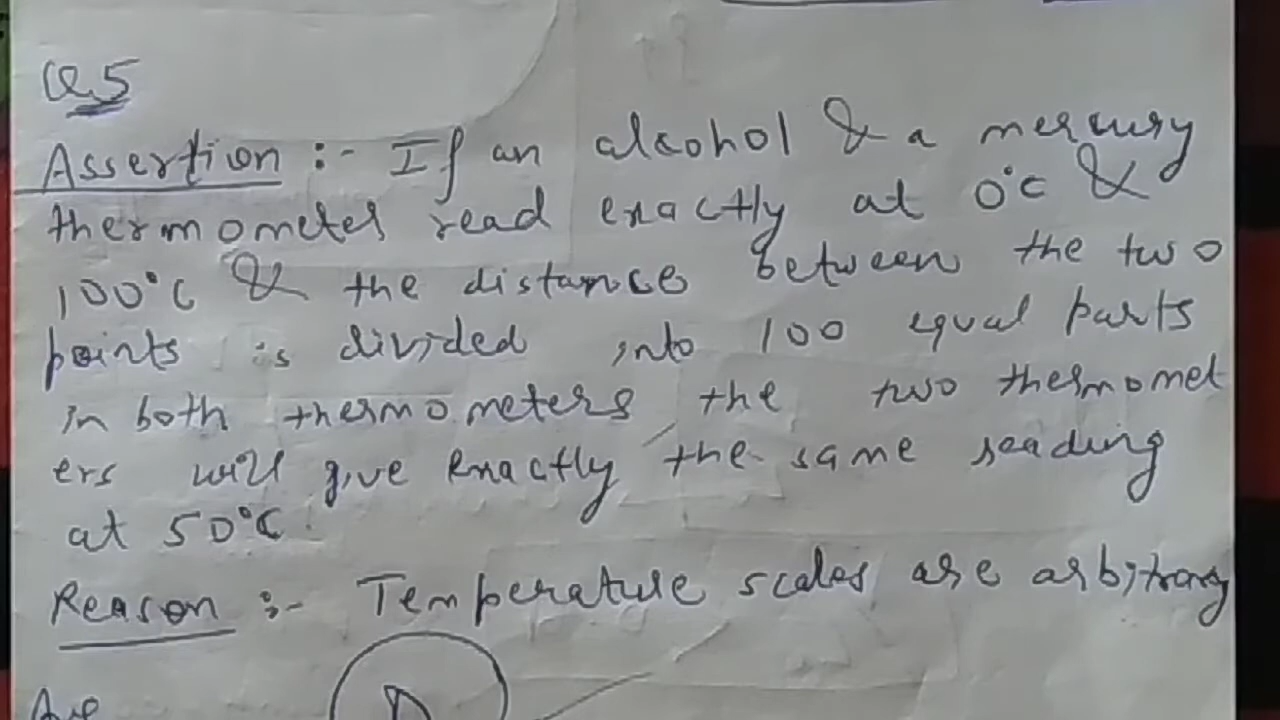 Q5
Assertion :- If an alcohol & a mercury
thermometer read exactly at 0°C &
100°C & the distance between the two
points is divided into 100 equal parts
in both thermometers the two thermomet
ers will give exactly the same reading
at 50°C.
Reason :- Temperature scales are arbitrary
Ans
D